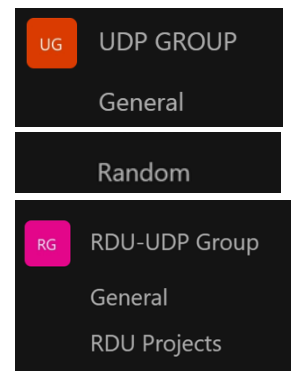 UG UDP GROUP
General
Random
RG RDU-UDP Group
General
RDU Projects